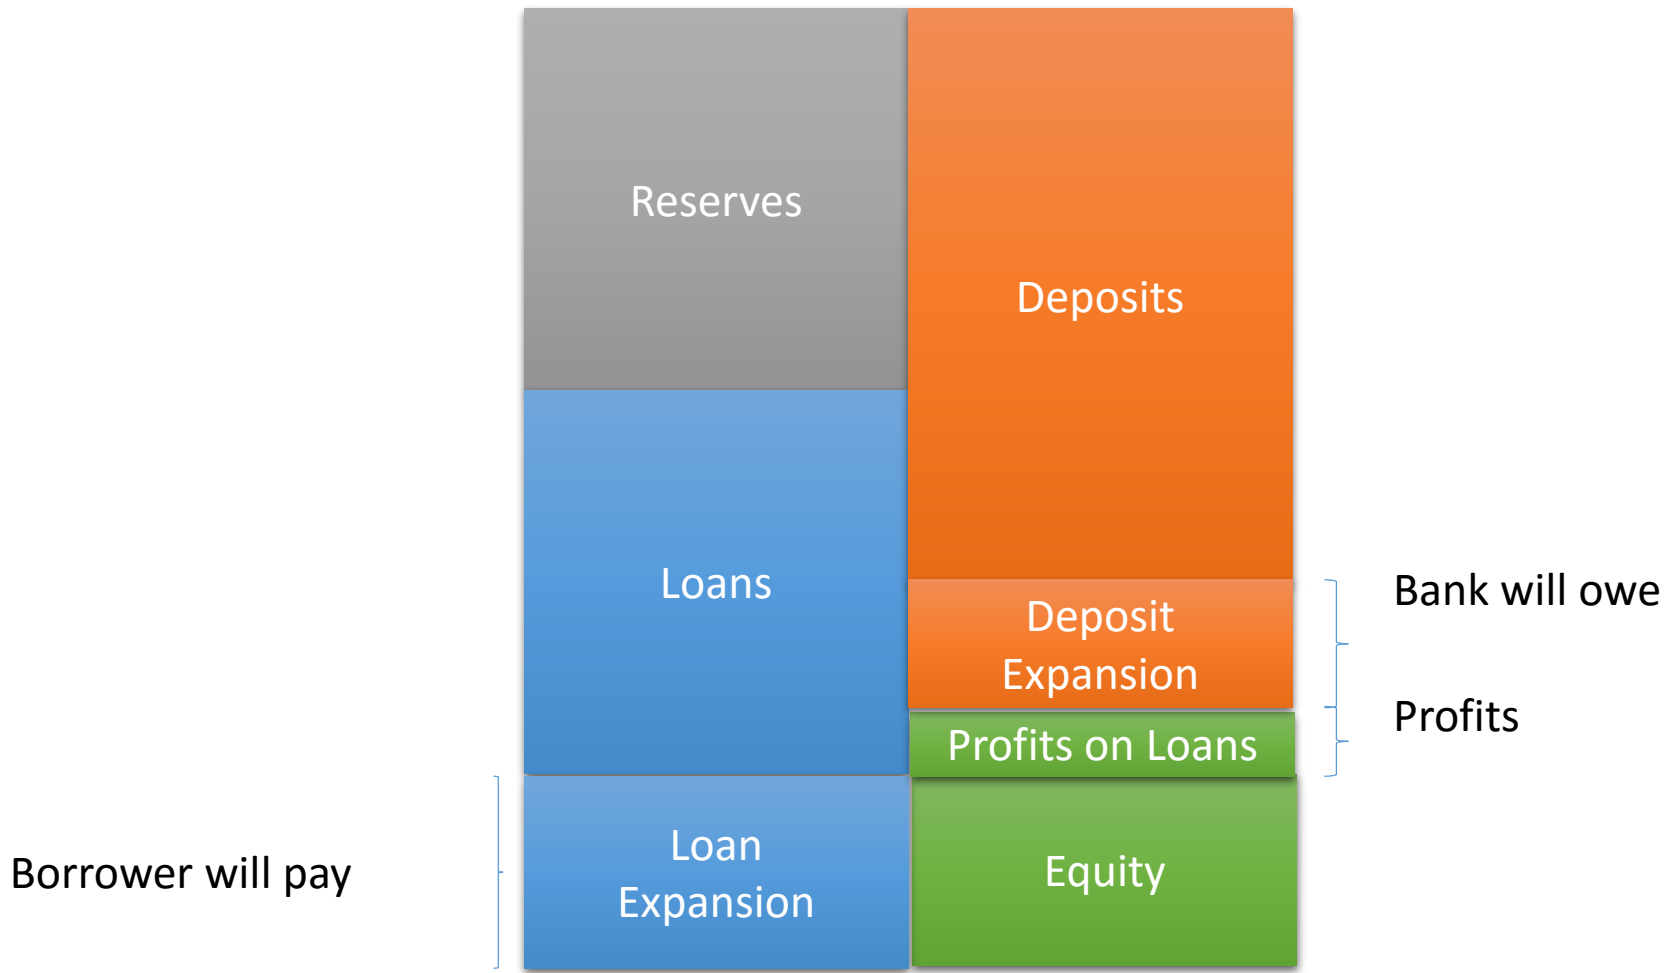 Reserves
Deposits
Loans
Deposit
Expansion
Bank will owe
Profits on Loans
Profits
Borrower will pay
Loan
Expansion
Equity